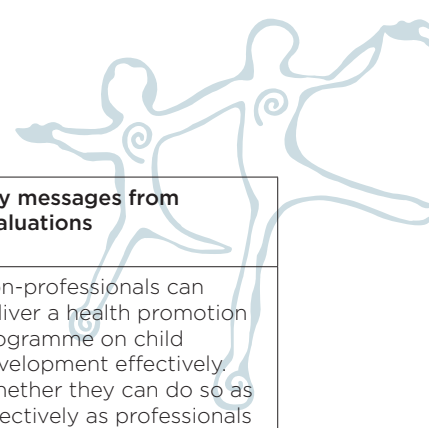 y messages from
aluations
n-professionals can
liver a health promotion
ogramme on child
velopment effectively.
hether they can do so as
ectively as professionals